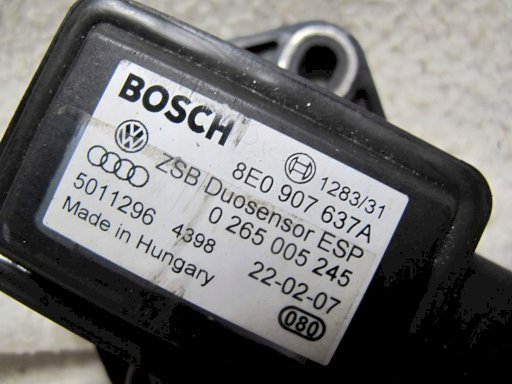 BOSCH
1283/31
8E0 907 637A
ZSB Duosensor ESP
0 265 005 245
5011296 4398
22-02-07
Made in Hungary
080